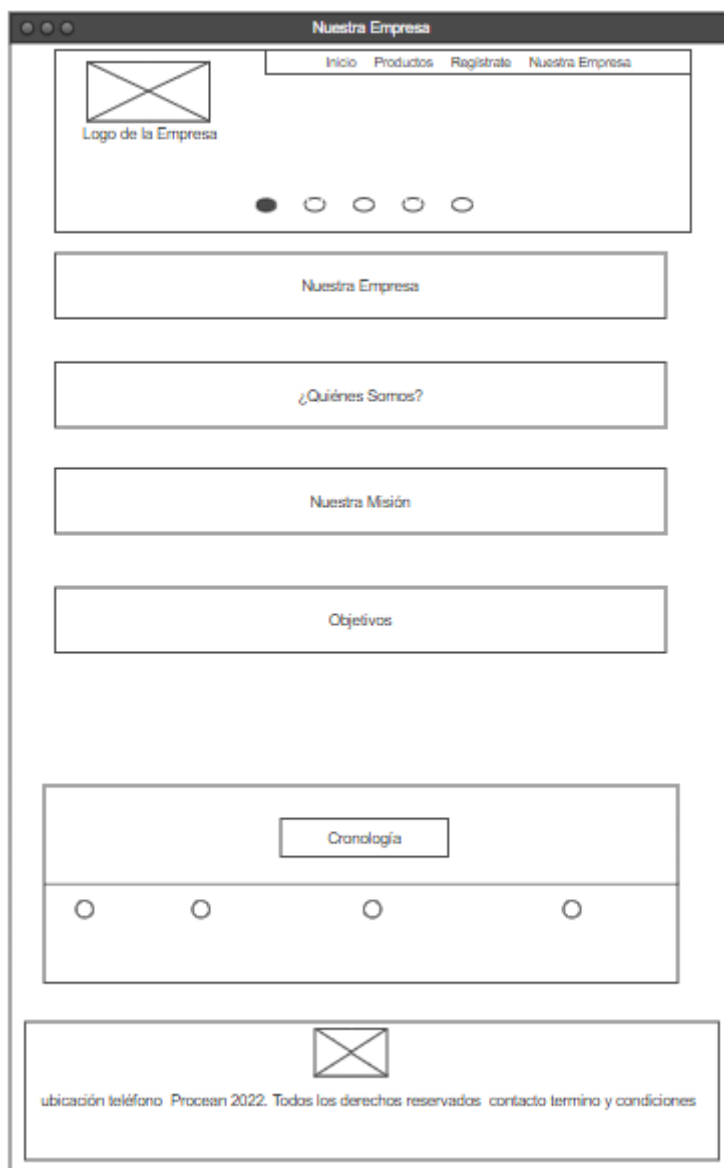 Nuestra Empresa
Inicio Productos Registrate Nuestra Empresa
Logo de la Empresa
Nuestra Empresa
¿Quiénes Somos?
Nuestra Misión
Objetivos
Cronología
ubicación teléfono Procean 2022. Todos los derechos reservados contacto termino y condiciones